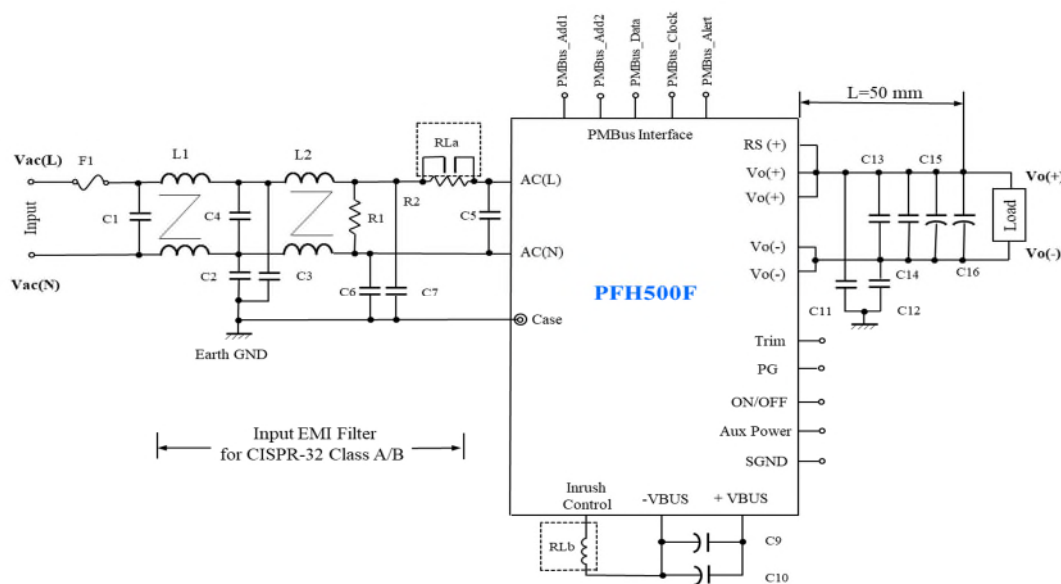 PMBus_Add1
PMBus_Add2
PMBus_Data
PMBus_Clock
PMBus_Alert
L=50 mm
PMBus Interface
RLa
Vac(L)
F1
L1
L2
RS (+)
C13
C15
AC(L)
Vo(+)
Vo(+)
Vo(+)
Input
C1
C4
R1
R2
C5
Load
AC(N)
Vo(-)
Vo(-)
Vo(-)
Vac(N)
C2
C3
C6
C7
PFH500F
C14
C16
C11
C12
Case
Earth GND
Trim
PG
ON/OFF
Aux Power
SGND
Input EMI Filter
for CISPR-32 Class A/B
Inrush
Control
-VBUS
+ VBUS
RLb
C9
C10